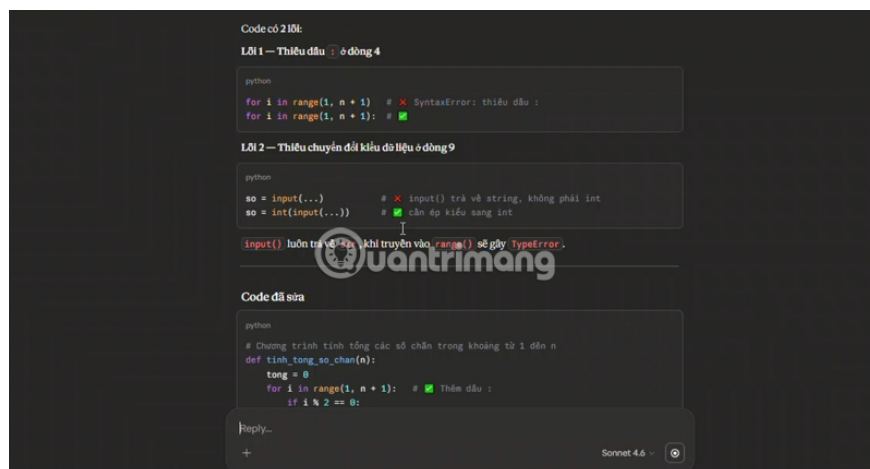 Code có 2 lỗi:
Lỗi 1 — Thiếu dấu : ở dòng 4
python
for i in range(1, n + 1) # ❌ SyntaxError: thiếu dấu :
for i in range(1, n + 1): # ✅
Lỗi 2 — Thiếu chuyển đổi kiểu dữ liệu ở dòng 9
python
so = input(...) # ❌ input() trả về string, không phải int
so = int(input(...)) # ✅ cần ép kiểu sang int
input() luôn trả về str, khi truyền vào range() sẽ gây TypeError.
Quantrimang
Code đã sửa
python
# Chương trình tính tổng các số chẵn trong khoảng từ 1 đến n
def tinh_tong_so_chan(n):
tong = 0
for i in range(1, n + 1): # ✅ Thêm dấu :
if i % 2 == 0:
Reply...
Sonnet 4.6